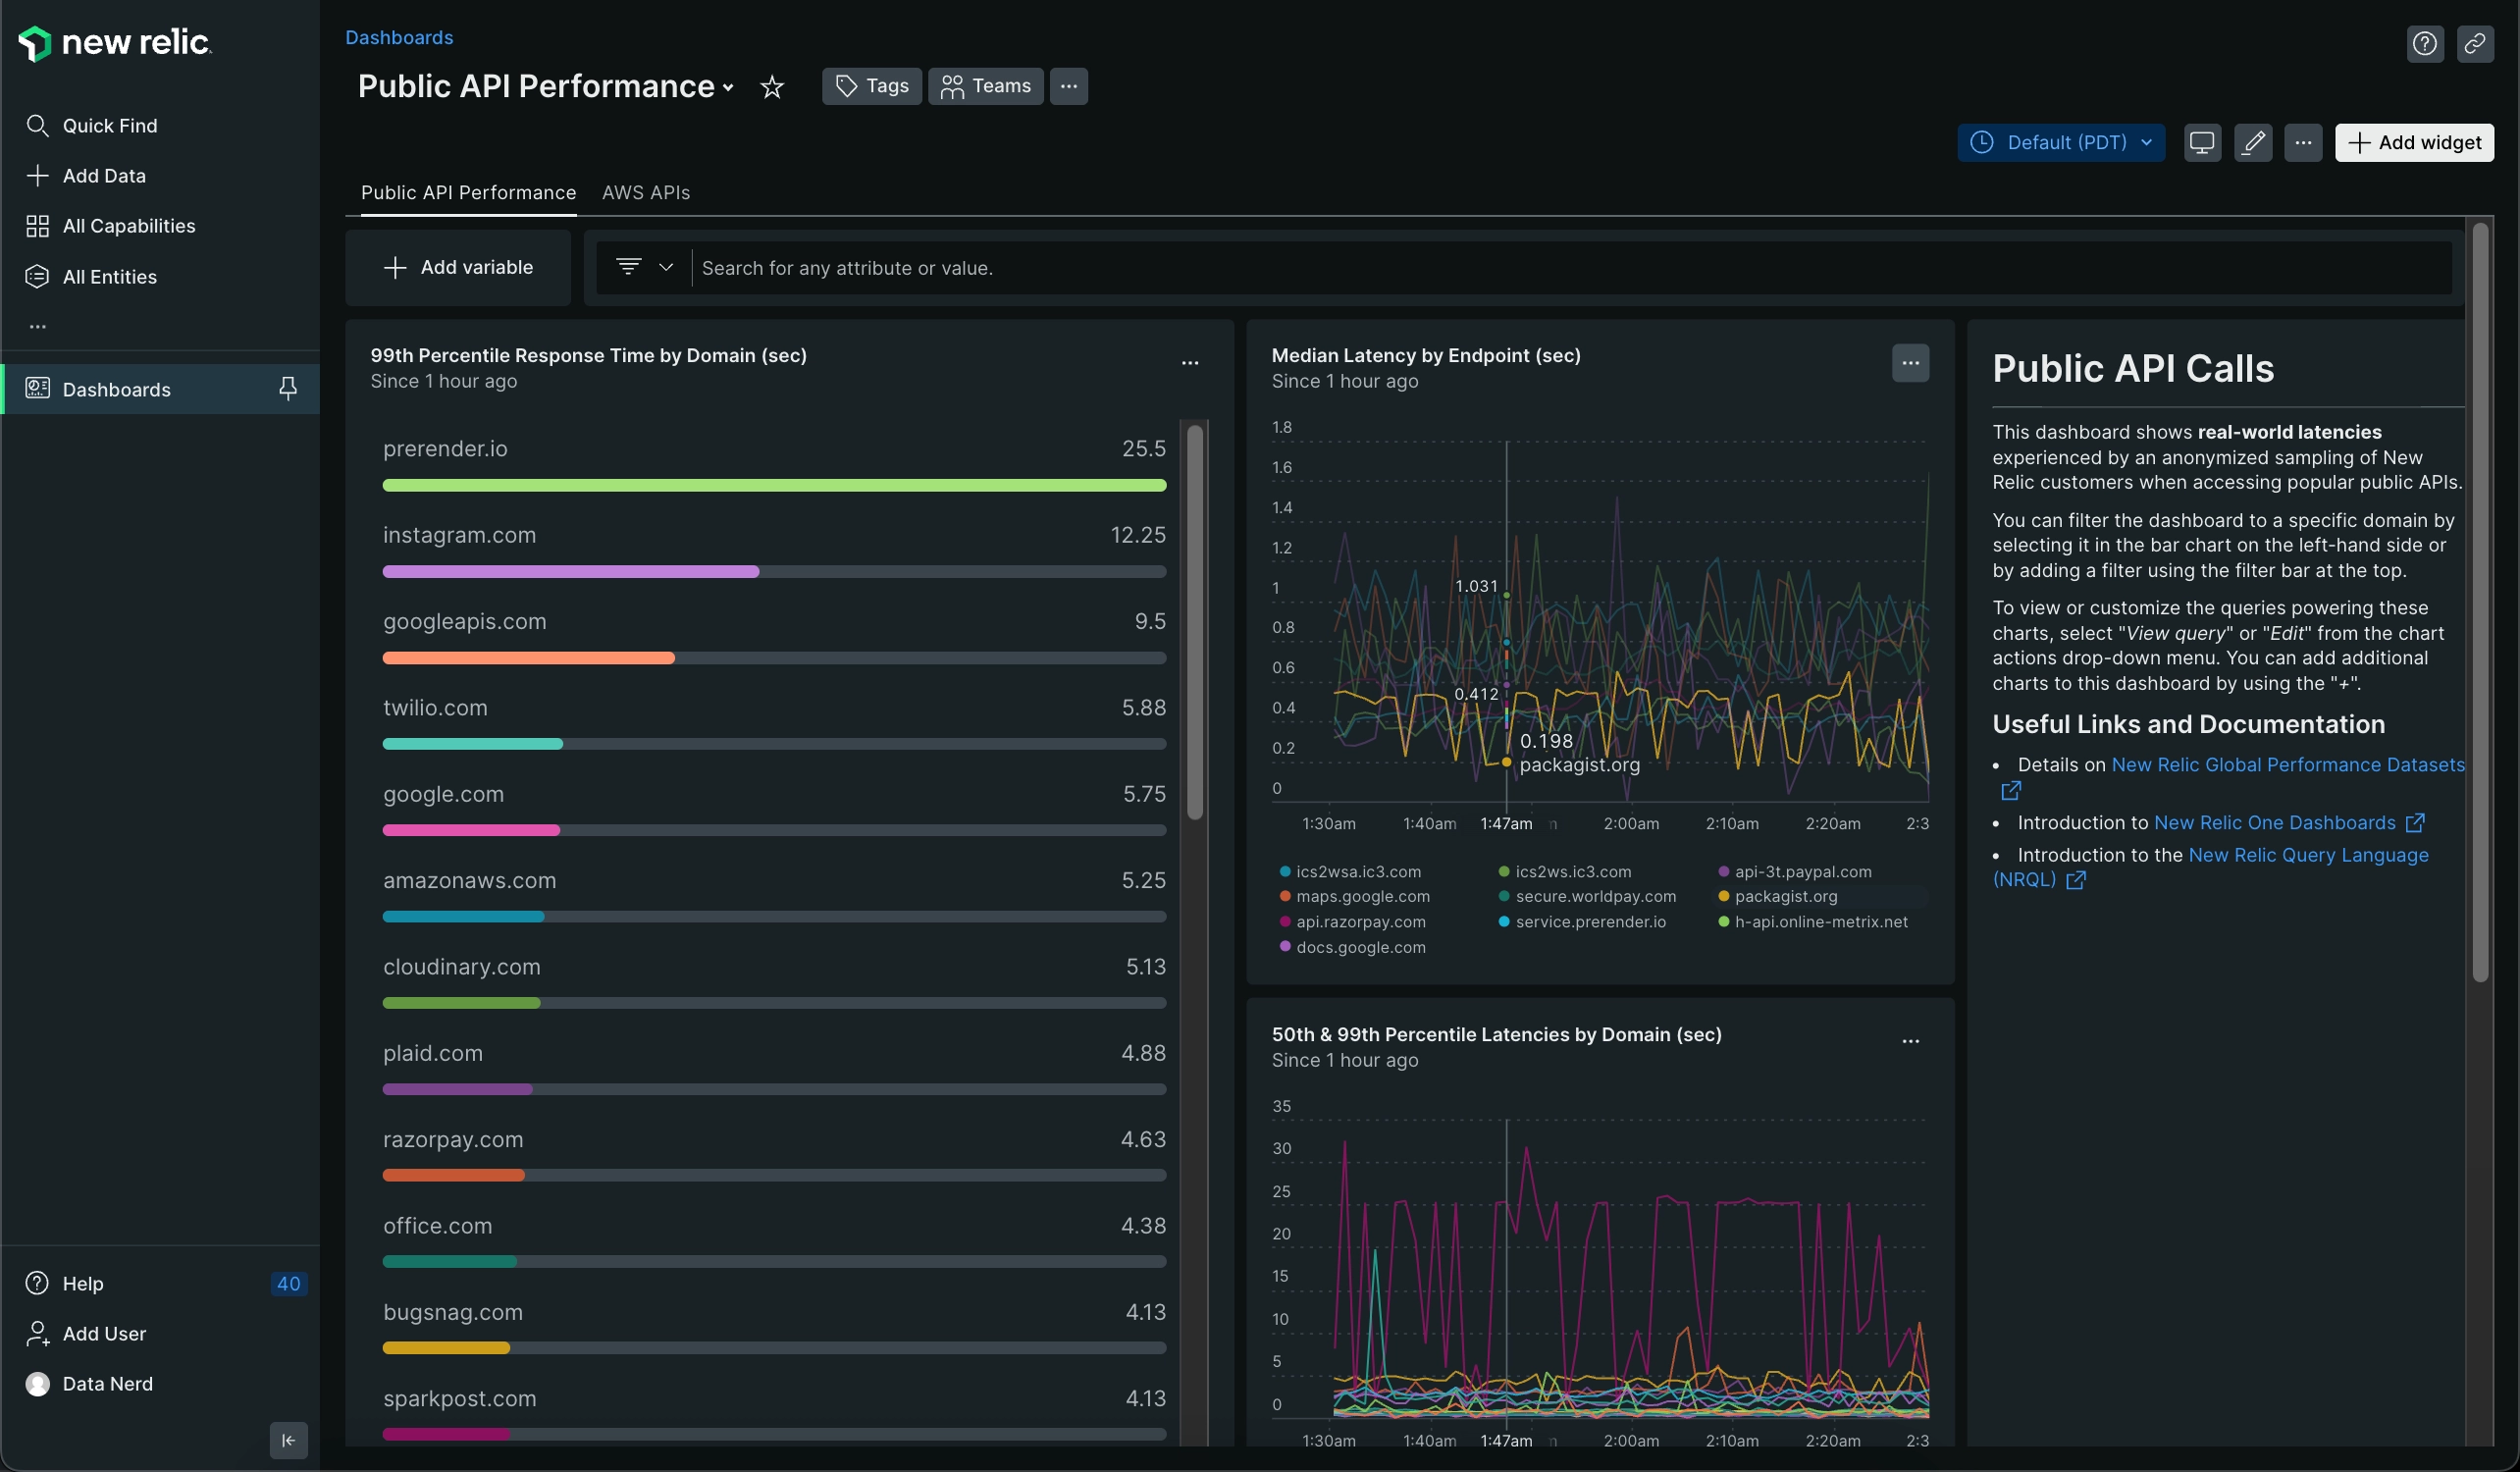 new relic.
Quick Find
Add Data
All Capabilities
All Entities
...
Dashboards
Help 40
Add User
Data Nerd
Dashboards
Public API Performance
Tags
Teams
...
Default (PDT)
...
Add widget
Public API Performance
AWS APIs
Add variable
Search for any attribute or value.
99th Percentile Response Time by Domain (sec)
Since 1 hour ago
...
prerender.io 25.5
instagram.com 12.25
googleapis.com 9.5
twilio.com 5.88
google.com 5.75
amazonaws.com 5.25
cloudinary.com 5.13
plaid.com 4.88
razorpay.com 4.63
office.com 4.38
bugsnag.com 4.13
sparkpost.com 4.13
Median Latency by Endpoint (sec)
Since 1 hour ago
...
1.8
1.6
1.4
1.2
1
0.8
0.6
0.4
0.2
0
1.031
0.412
0.198
packagist.org
1:30am 1:40am 1:47am 2:00am 2:10am 2:20am 2:3
ics2wsa.ic3.com ics2ws.ic3.com api-3t.paypal.com
maps.google.com secure.worldpay.com packagist.org
api.razorpay.com service.prerender.io h-api.online-metrix.net
docs.google.com
50th & 99th Percentile Latencies by Domain (sec)
Since 1 hour ago
...
35
30
25
20
15
10
5
0
1:30am 1:40am 1:47am 2:00am 2:10am 2:20am 2:3
Public API Calls
This dashboard shows real-world latencies
experienced by an anonymized sampling of New
Relic customers when accessing popular public APIs.
You can filter the dashboard to a specific domain by
selecting it in the bar chart on the left-hand side or
by adding a filter using the filter bar at the top.
To view or customize the queries powering these
charts, select "View query" or "Edit" from the chart
actions drop-down menu. You can add additional
charts to this dashboard by using the "+".
Useful Links and Documentation
• Details on New Relic Global Performance Datasets
• Introduction to New Relic One Dashboards
• Introduction to the New Relic Query Language
(NRQL)